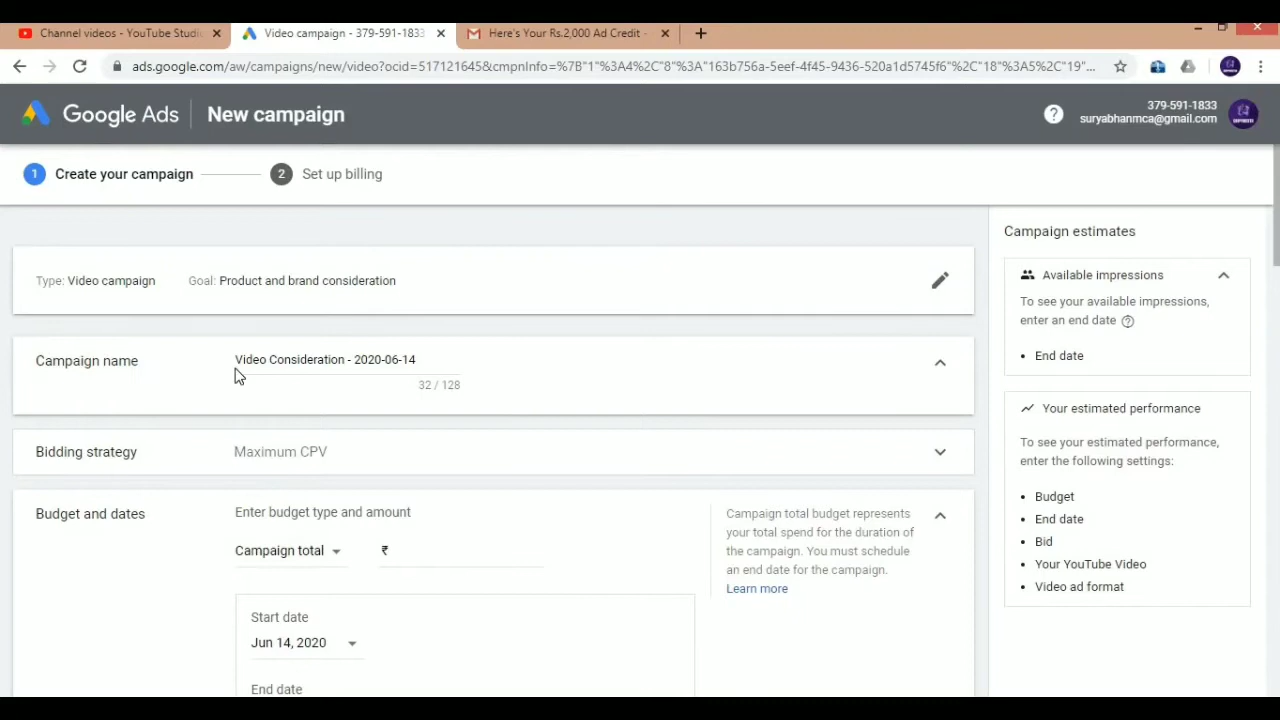 Channel videos - YouTube Studio
Video campaign - 379-591-1833
Here's Your Rs.2,000 Ad Credit -
ads.google.com/aw/campaigns/new/video?ocid=517121645&cmpnInfo=%7B"1"%3A4%2C"8"%3A"163b756a-5eef-4f45-9436-520a1d5745f6"%2C"18"%3A5%2C"19"...
Google Ads
New campaign
?
379-591-1833
suryabhanmca@gmail.com
1 Create your campaign
2 Set up billing
Type: Video campaign
Goal: Product and brand consideration
Campaign name
Video Consideration - 2020-06-14
32 / 128
Bidding strategy
Maximum CPV
Budget and dates
Enter budget type and amount
Campaign total
₹
Campaign total budget represents
your total spend for the duration of
the campaign. You must schedule
an end date for the campaign.
Learn more
Start date
Jun 14, 2020
End date
Campaign estimates
Available impressions
To see your available impressions,
enter an end date ?
• End date
Your estimated performance
To see your estimated performance,
enter the following settings:
• Budget
• End date
• Bid
• Your YouTube Video
• Video ad format